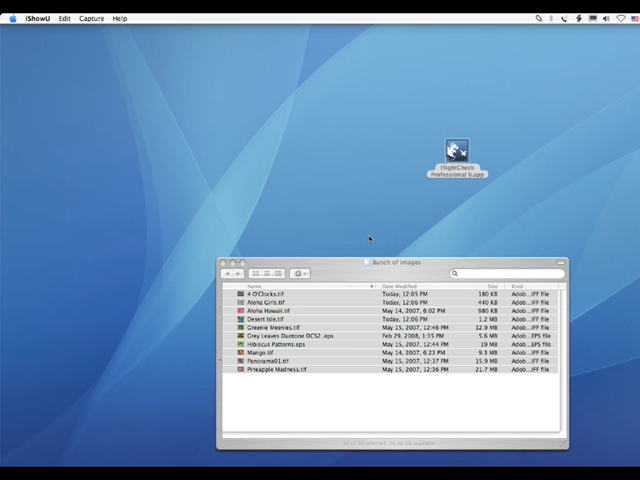 iShowU Edit Capture Help
FlightCheck
Professional 6.app
Bunch of Images
Name Date Modified Size Kind
4 O'Clocks.tif Today, 12:05 PM 180 KB Adob...IFF file
Aloha Girls.tif Today, 12:06 PM 440 KB Adob...IFF file
Aloha Hawaii.tif May 14, 2007, 6:02 PM 980 KB Adob...IFF file
Desert Isle.tif Today, 12:06 PM 1.2 MB Adob...IFF file
Greenie Meenies.tif May 15, 2007, 12:46 PM 12.9 MB Adob...IFF file
Grey Leaves Duotone DCS2 .eps Feb 29, 2008, 1:35 PM 5.6 MB Adob...EPS file
Hibiscus Patterns.eps May 15, 2007, 12:44 PM 19 MB Adob...EPS file
Mango.tif May 14, 2007, 6:23 PM 9.3 MB Adob...IFF file
Panorama01.tif May 15, 2007, 12:37 PM 15.9 MB Adob...IFF file
Pineapple Madness.tif May 15, 2007, 12:36 PM 21.7 MB Adob...IFF file